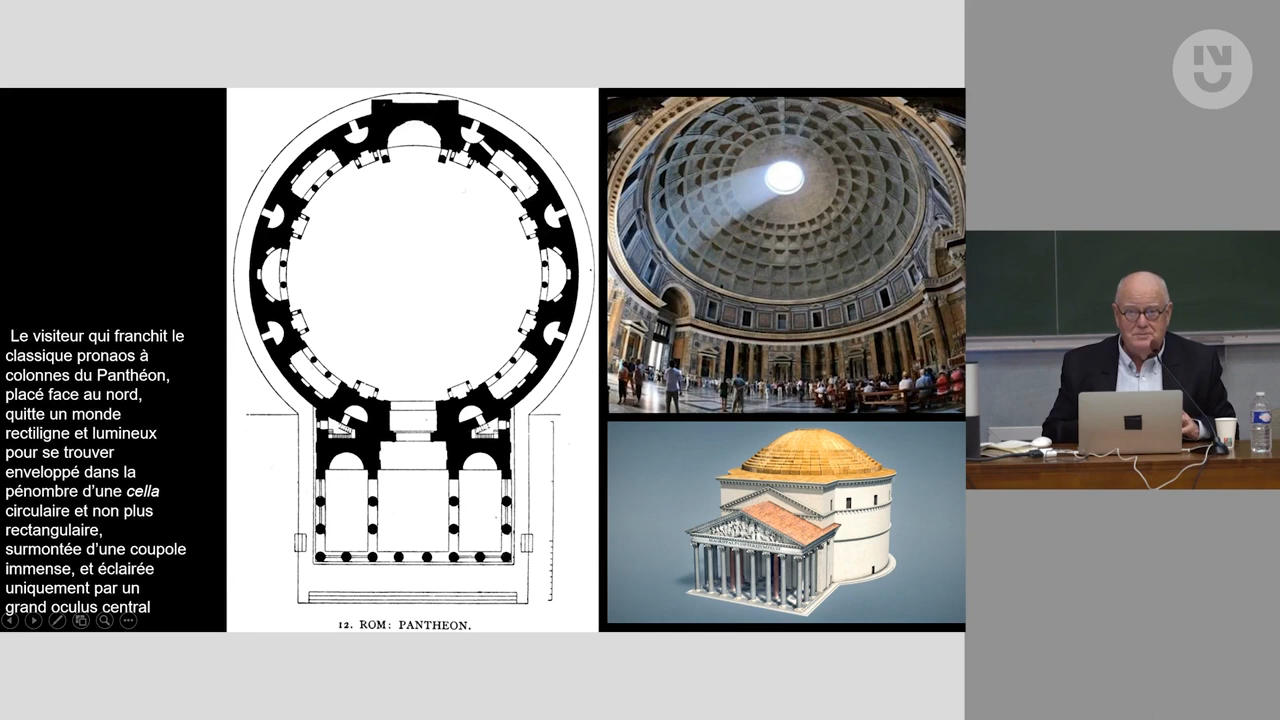 Le visiteur qui franchit le
classique pronaos à
colonnes du Panthéon,
placé face au nord,
quitte un monde
rectiligne et lumineux
pour se trouver
enveloppé dans la
pénombre d'une cella
circulaire et non plus
rectangulaire,
surmontée d'une coupole
immense, et éclairée
uniquement par un
grand oculus central
12. ROM: PANTHEON.